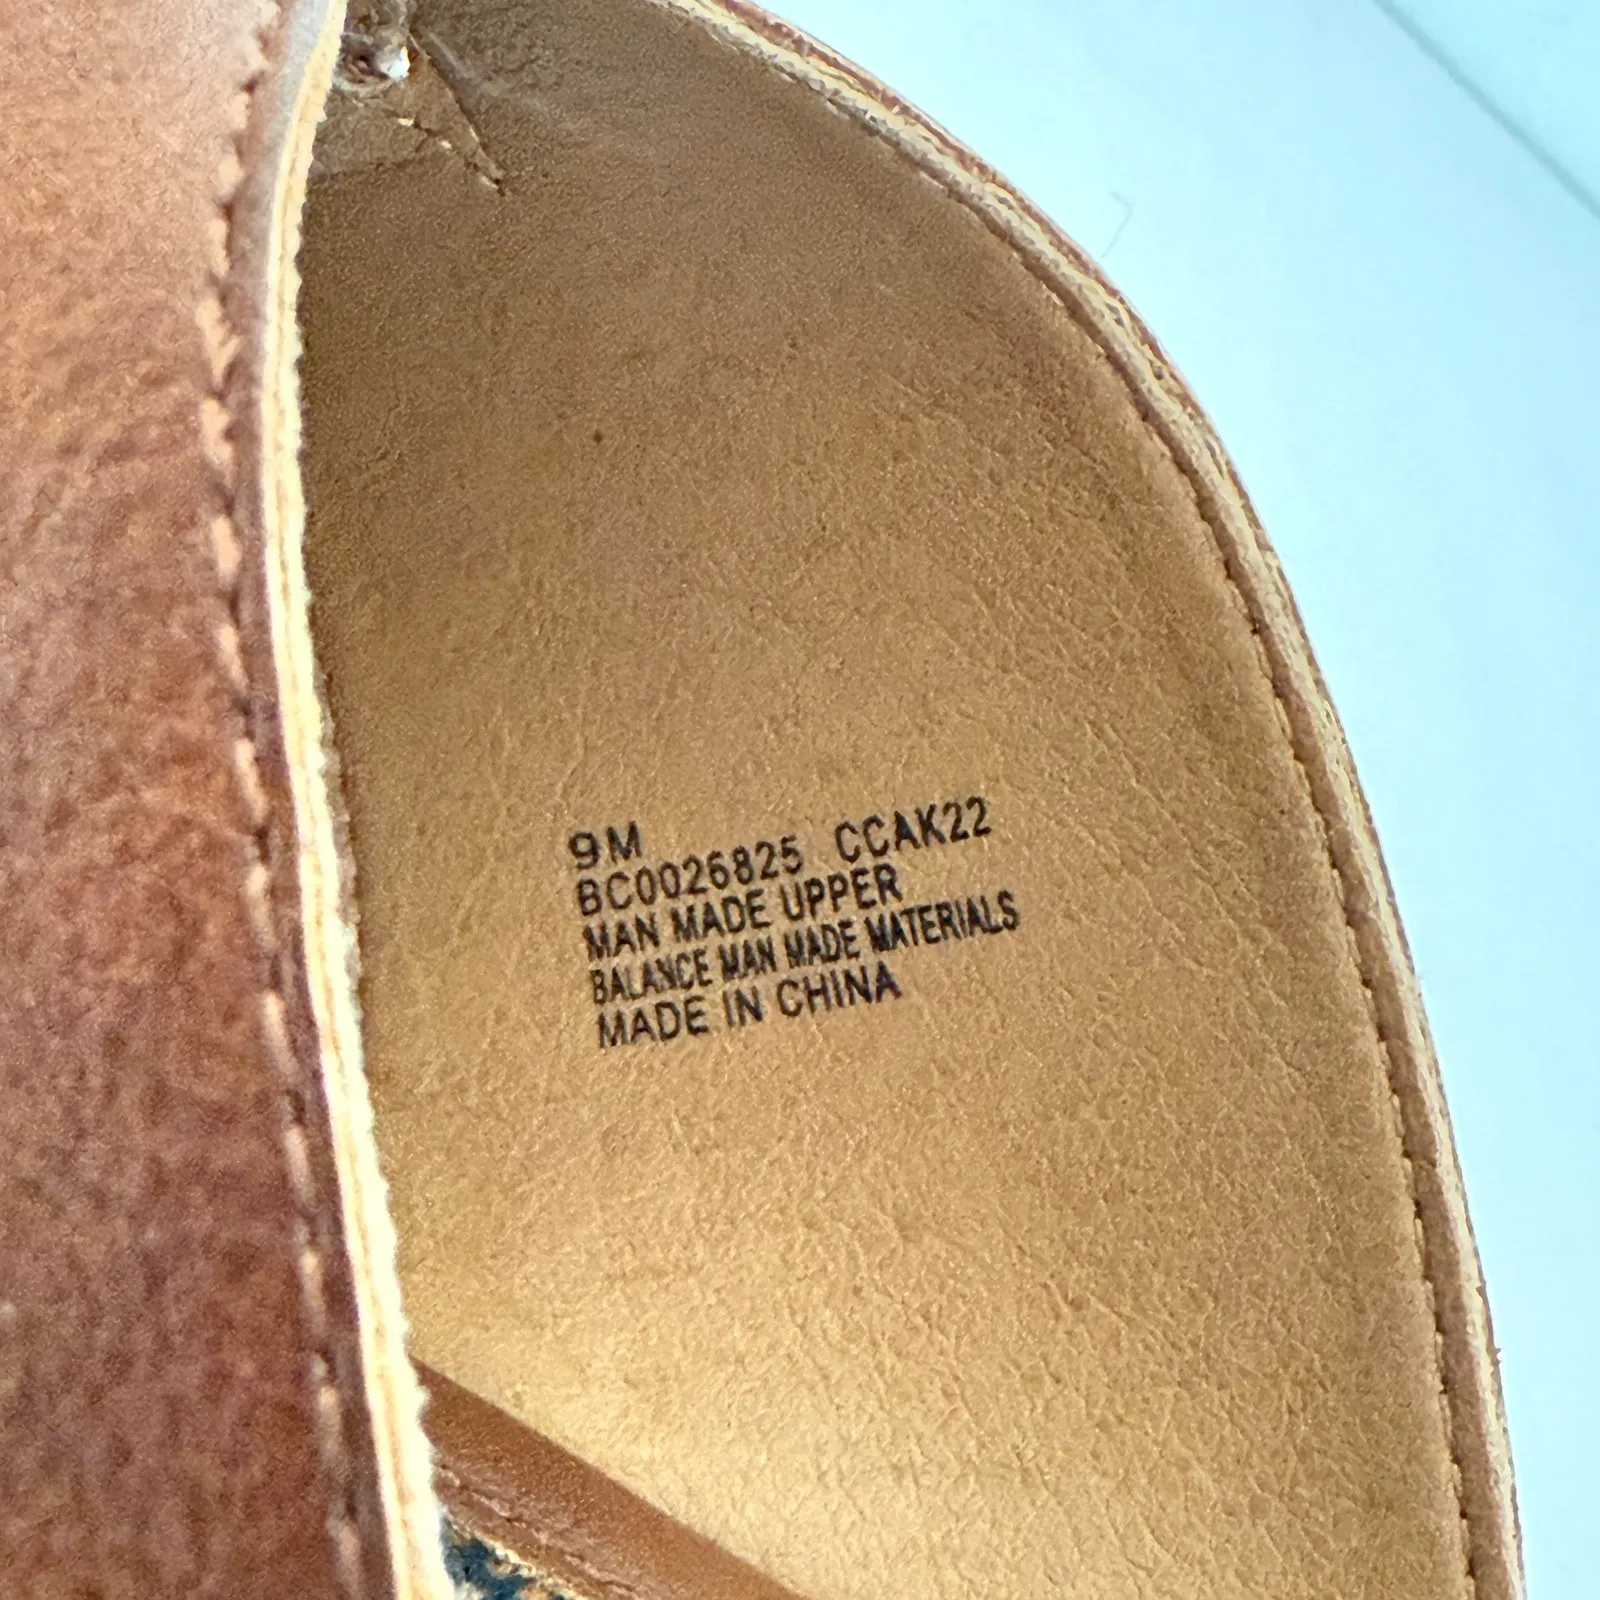 9M
BC0026825 CCAK22
MAN MADE UPPER
BALANCE MAN MADE MATERIALS
MADE IN CHINA